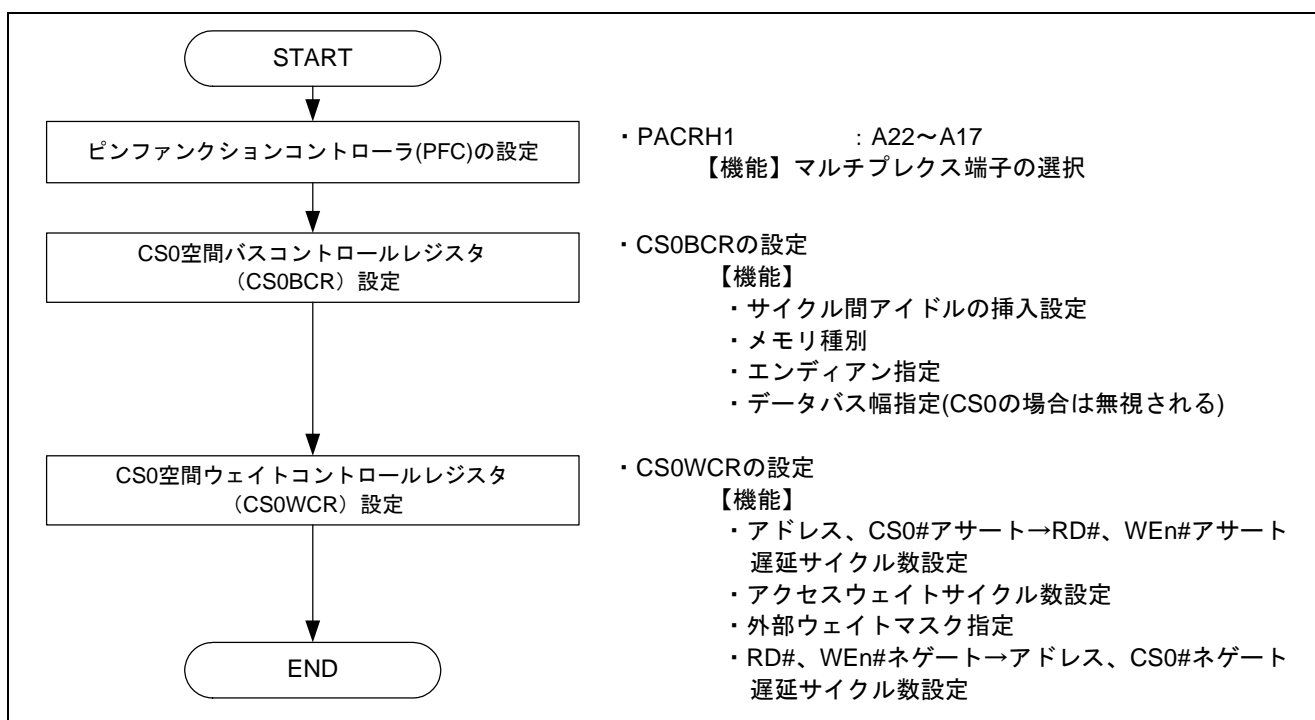 START
ピンファンクションコントローラ(PFC)の設定
・PACRH1 : A22～A17
【機能】マルチプレクス端子の選択
CS0空間バスコントロールレジスタ
（CS0BCR）設定
・CS0BCRの設定
【機能】
・サイクル間アイドルの挿入設定
・メモリ種別
・エンディアン指定
・データバス幅指定(CS0の場合は無視される)
CS0空間ウェイトコントロールレジスタ
（CS0WCR）設定
・CS0WCRの設定
【機能】
・アドレス、CS0#アサート→RD#、WEn#アサート
遅延サイクル数設定
・アクセスウェイトサイクル数設定
・外部ウェイトマスク指定
・RD#、WEn#ネゲート→アドレス、CS0#ネゲート
遅延サイクル数設定
END